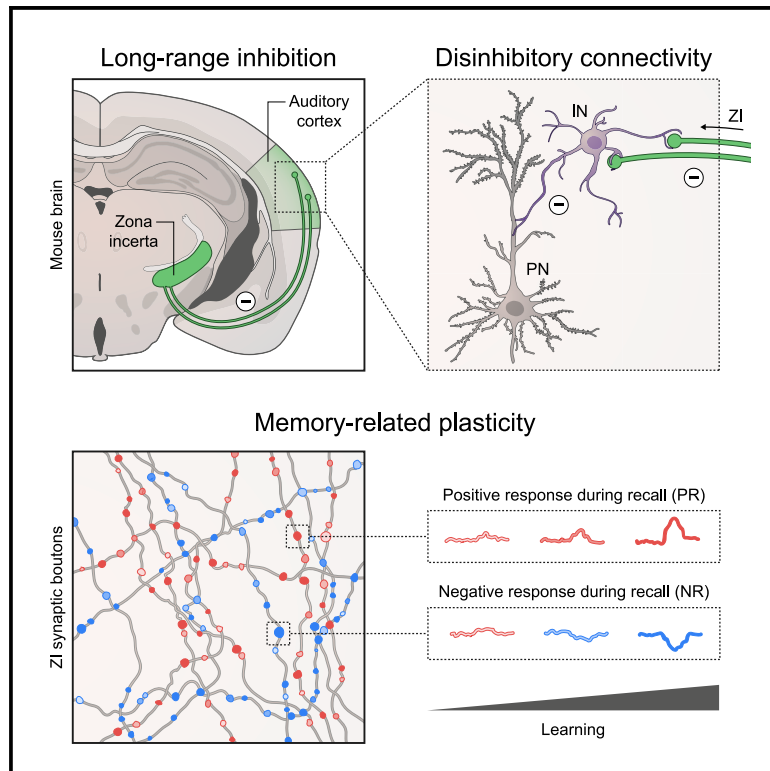 Long-range inhibition
Disinhibitory connectivity
Auditory
cortex
Zona
incerta
Mouse brain
−
IN
ZI
−
−
PN
Memory-related plasticity
ZI synaptic boutons
Positive response during recall (PR)
Negative response during recall (NR)
Learning